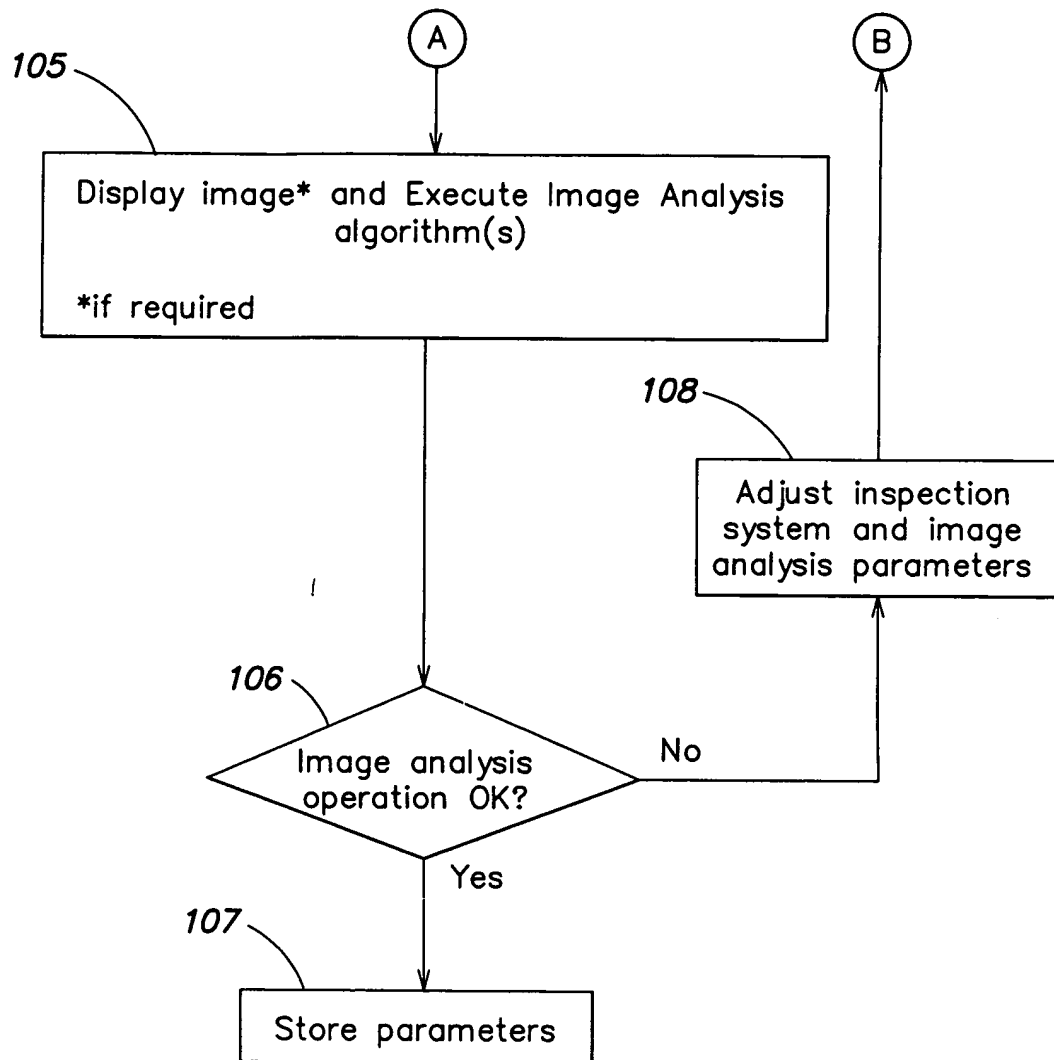 A
B
105
Display image* and Execute Image Analysis
algorithm(s)
*if required
108
Adjust inspection
system and image
analysis parameters
106
Image analysis
operation OK?
No
Yes
107
Store parameters